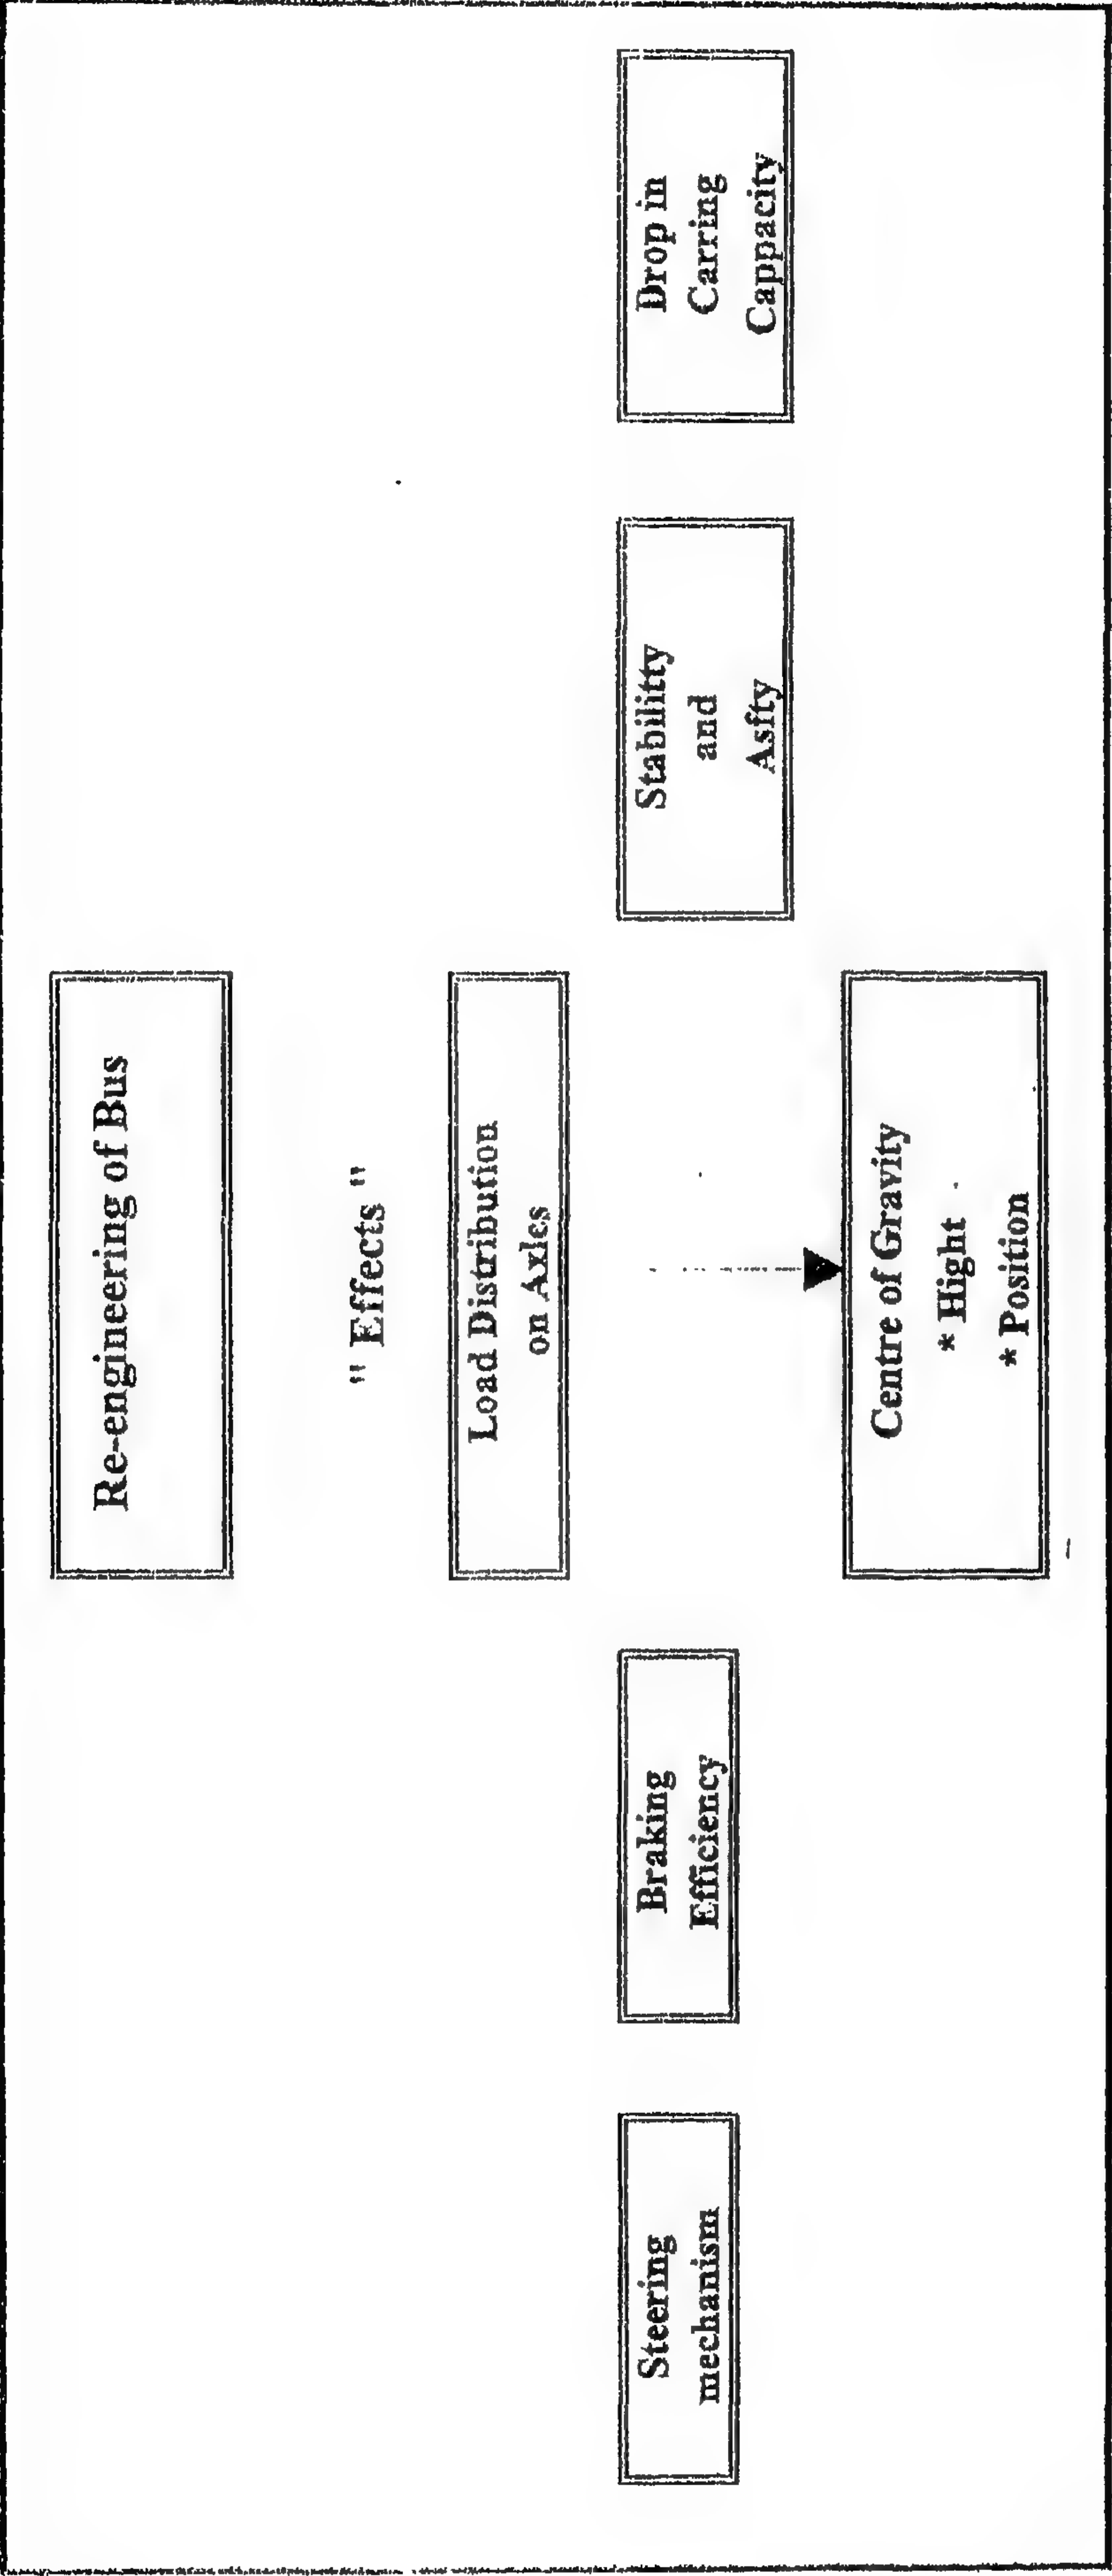 Re-engineering of Bus
" Effects "
Load Distribution
on Axles
Steering
mechanism
Braking
Efficiency
Stabilitty
and
Asfty
Drop in
Carring
Cappacity
Centre of Gravity
* Hight
* Position